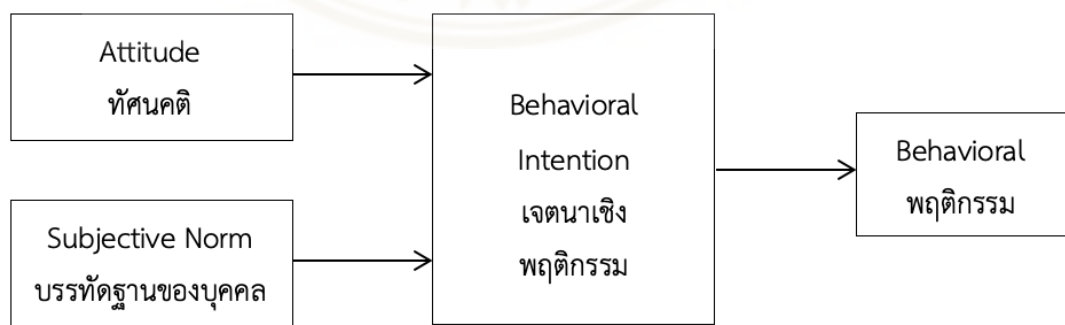 Attitude
ทัศนคติ
Subjective Norm
บรรทัดฐานของบุคคล
Behavioral
Intention
เจตนาเชิง
พฤติกรรม
Behavioral
พฤติกรรม